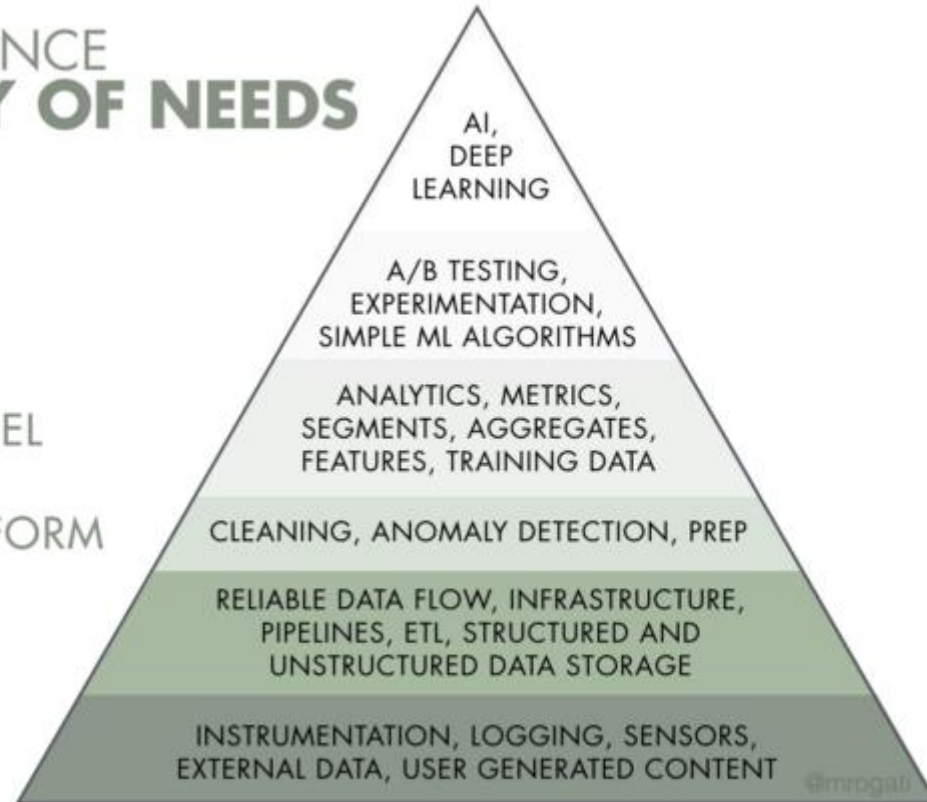 NCE
Y OF NEEDS
AI,
DEEP
LEARNING
A/B TESTING,
EXPERIMENTATION,
SIMPLE ML ALGORITHMS
EL
ANALYTICS, METRICS,
SEGMENTS, AGGREGATES,
FEATURES, TRAINING DATA
FORM
CLEANING, ANOMALY DETECTION, PREP
RELIABLE DATA FLOW, INFRASTRUCTURE,
PIPELINES, ETL, STRUCTURED AND
UNSTRUCTURED DATA STORAGE
INSTRUMENTATION, LOGGING, SENSORS,
EXTERNAL DATA, USER GENERATED CONTENT
@mrogati